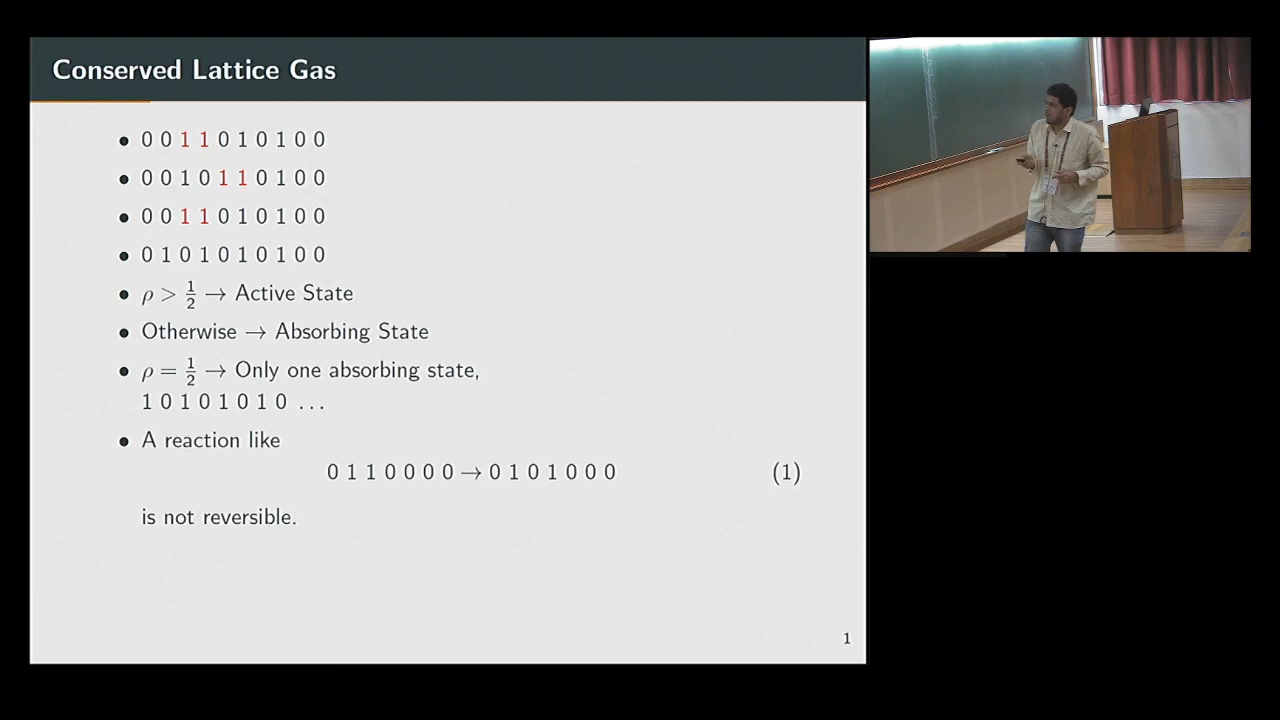 Conserved Lattice Gas
• 0 0 1 1 0 1 0 1 0 0
• 0 0 1 0 1 1 0 1 0 0
• 0 0 1 1 0 1 0 1 0 0
• 0 1 0 1 0 1 0 1 0 0
• ρ > 1/2 → Active State
• Otherwise → Absorbing State
• ρ = 1/2 → Only one absorbing state,
1 0 1 0 1 0 1 0 ...
• A reaction like
0 1 1 0 0 0 0 → 0 1 0 1 0 0 0 (1)
is not reversible.
1